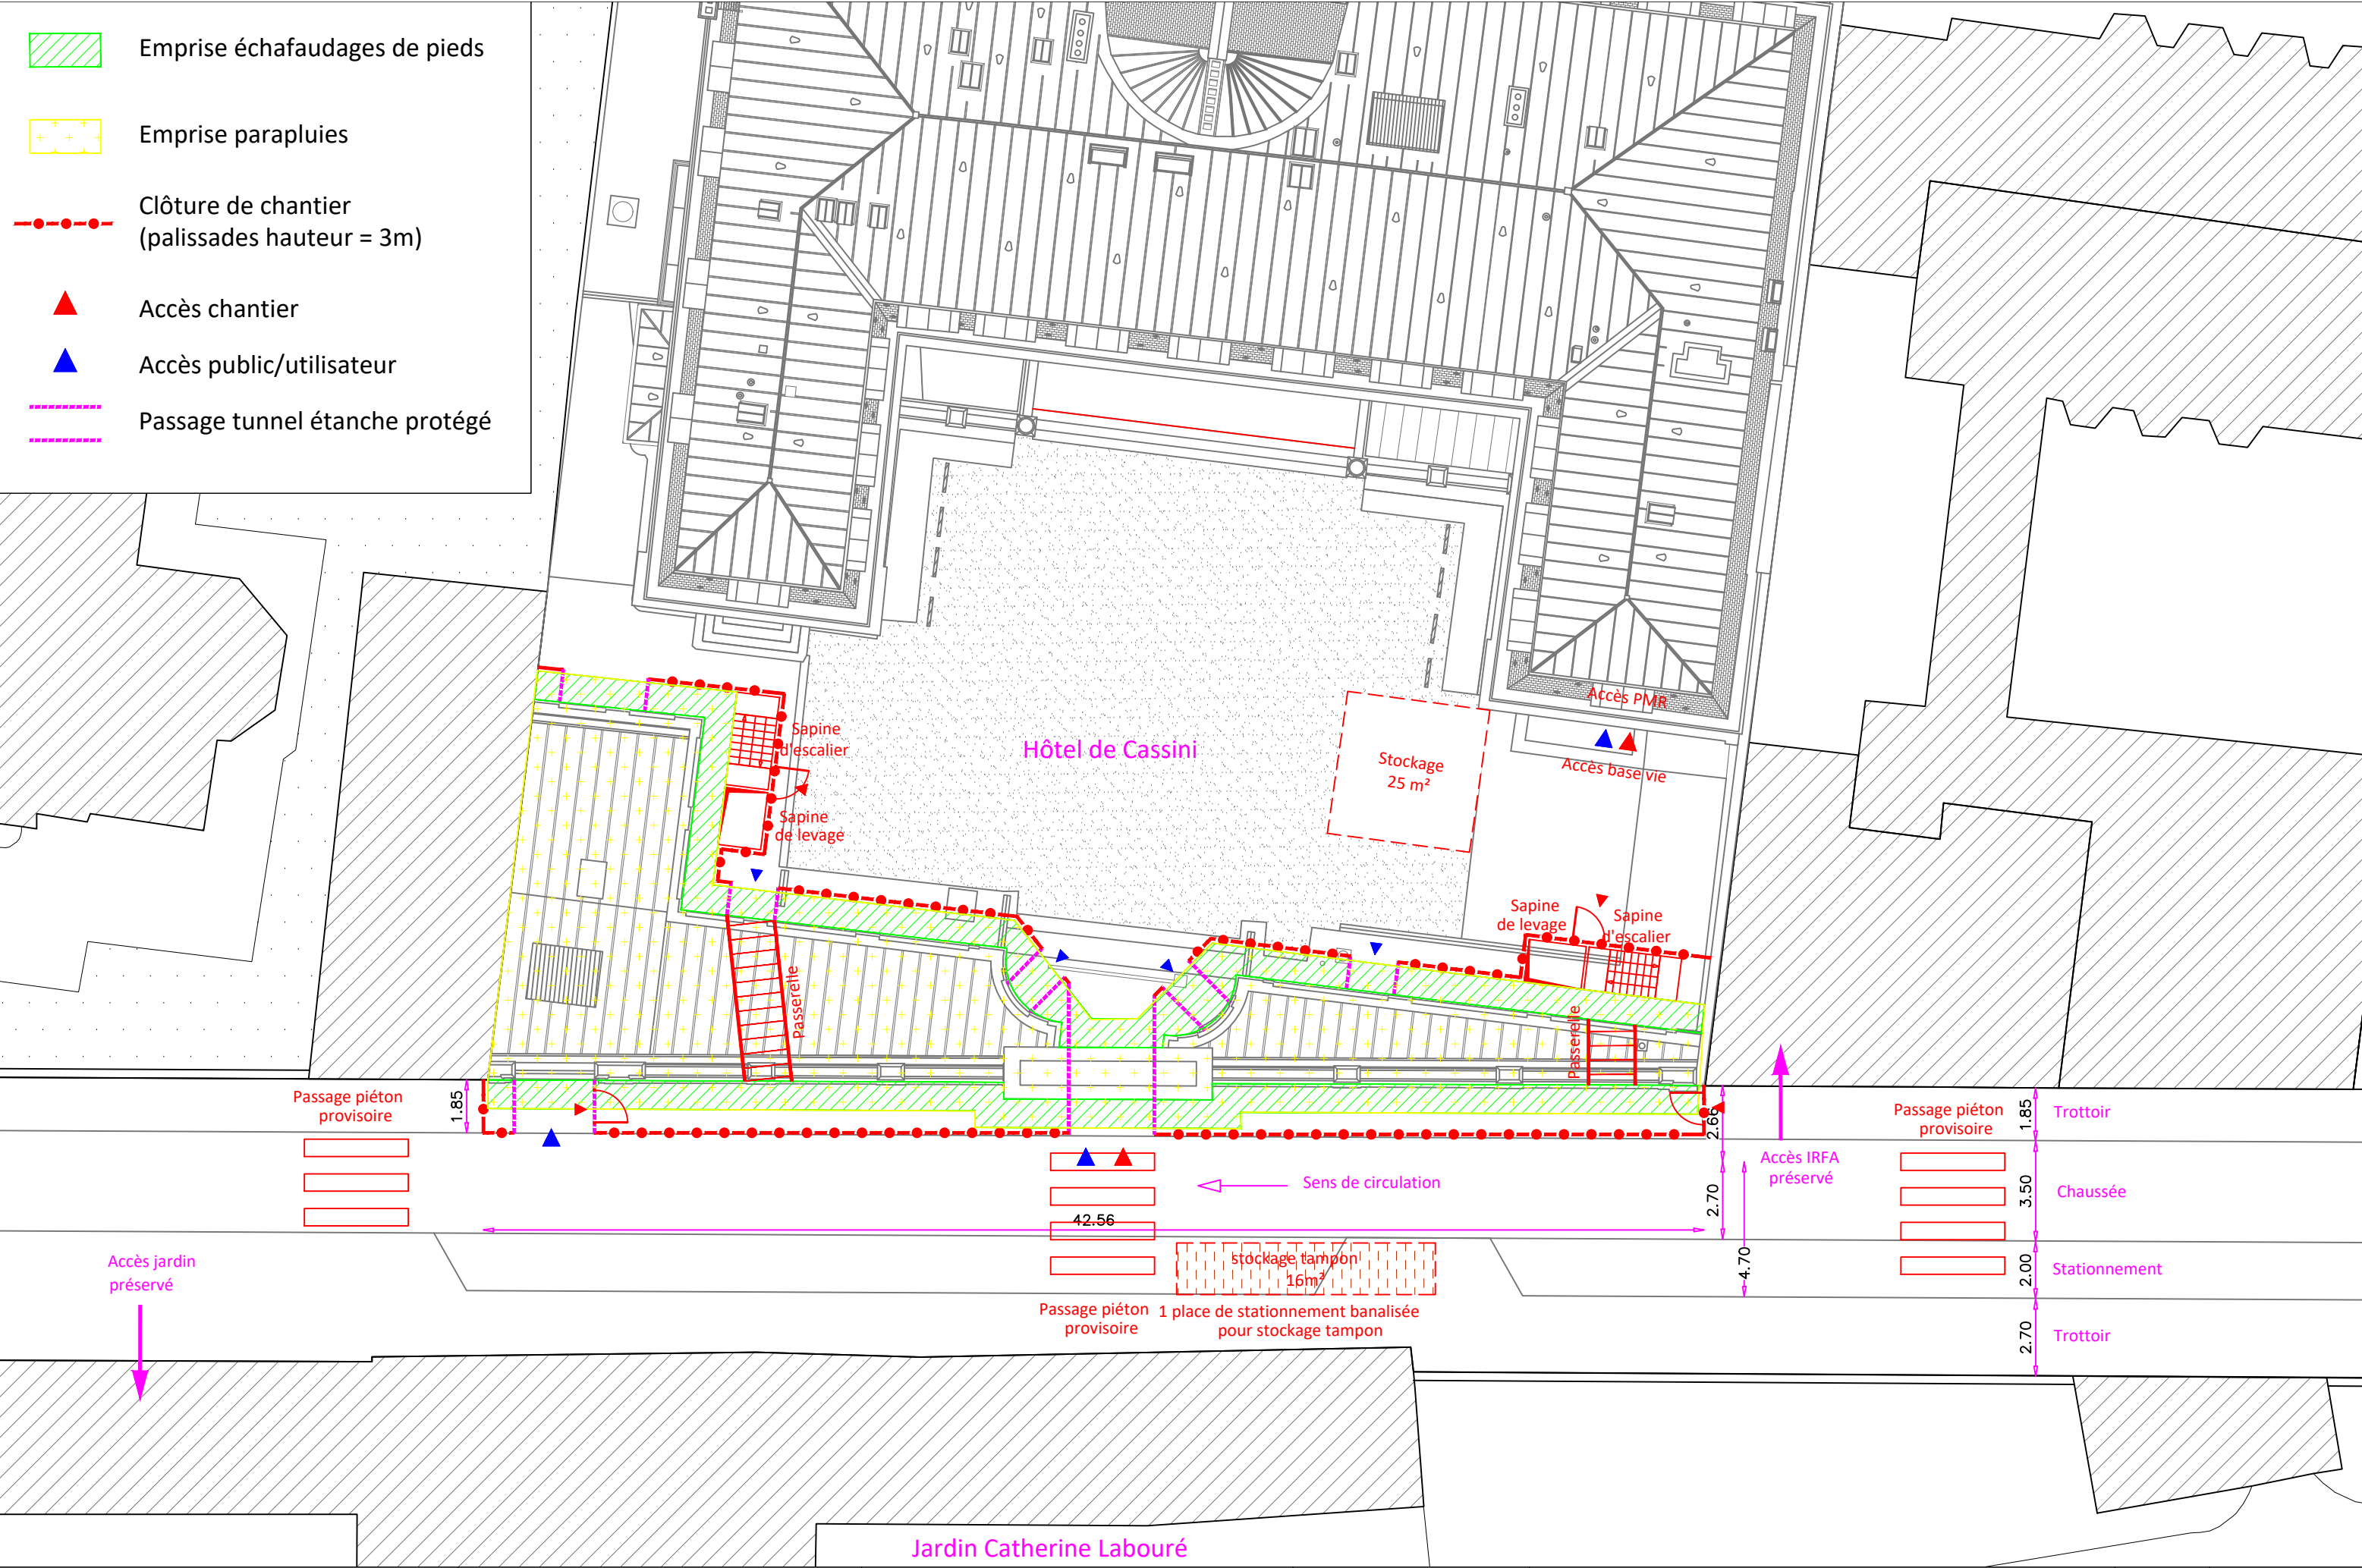 Emprise échafaudages de pieds
Emprise parapluies
Clôture de chantier
(palissades hauteur = 3m)
Accès chantier
Accès public/utilisateur
Passage tunnel étanche protégé
Accès PMR
Accès base vie
Sapine
d'escalier
Sapine
de levage
Hôtel de Cassini
Stockage
25 m²
Sapine
de levage
Sapine
d'escalier
Passerelle
Passerelle
Passage piéton
provisoire
1.85
2.66
2.70
4.70
Passage piéton
provisoire
1.85
Trottoir
3.50
Chaussée
2.00
Stationnement
2.70
Trottoir
Accès IRFA
préservé
Sens de circulation
42.56
stockage tampon
16m²
Accès jardin
préservé
Passage piéton
provisoire
1 place de stationnement banalisée
pour stockage tampon
Jardin Catherine Labouré